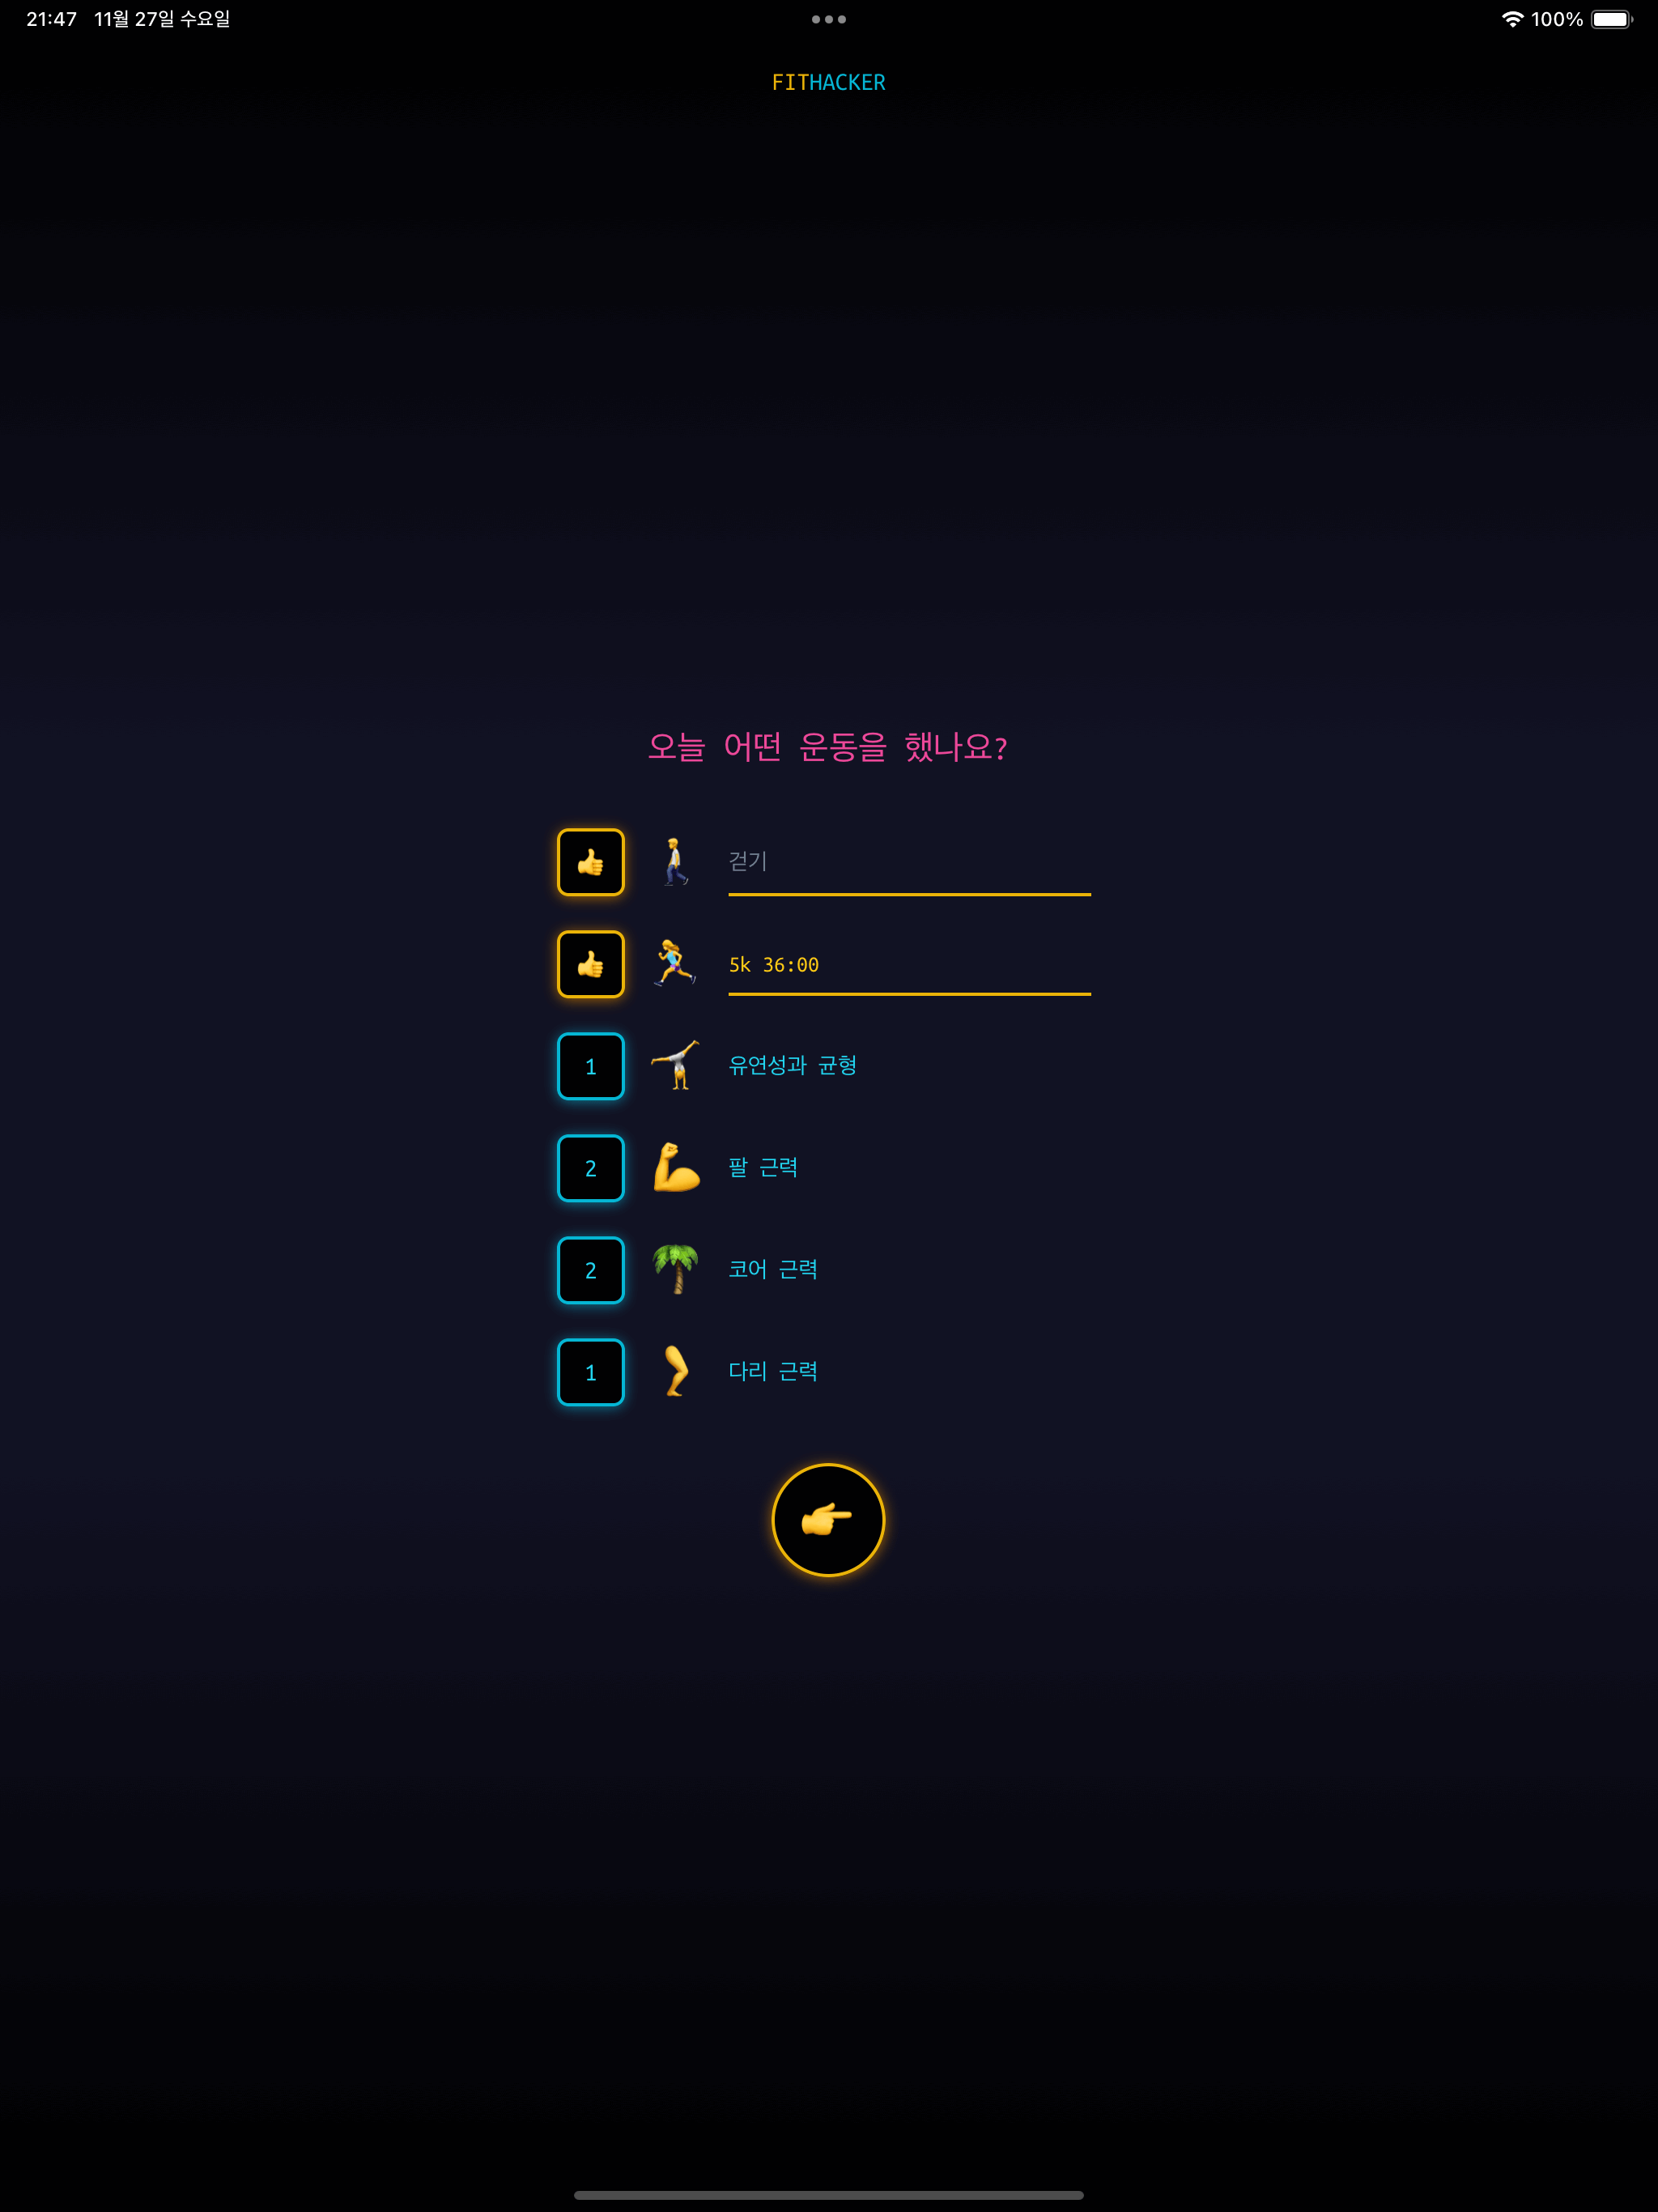 21:47 11월 27일 수요일 100%
FITHACKER
오늘 어떤 운동을 했나요?
걷기
5k 36:00
1 유연성과 균형
2 팔 근력
2 코어 근력
1 다리 근력